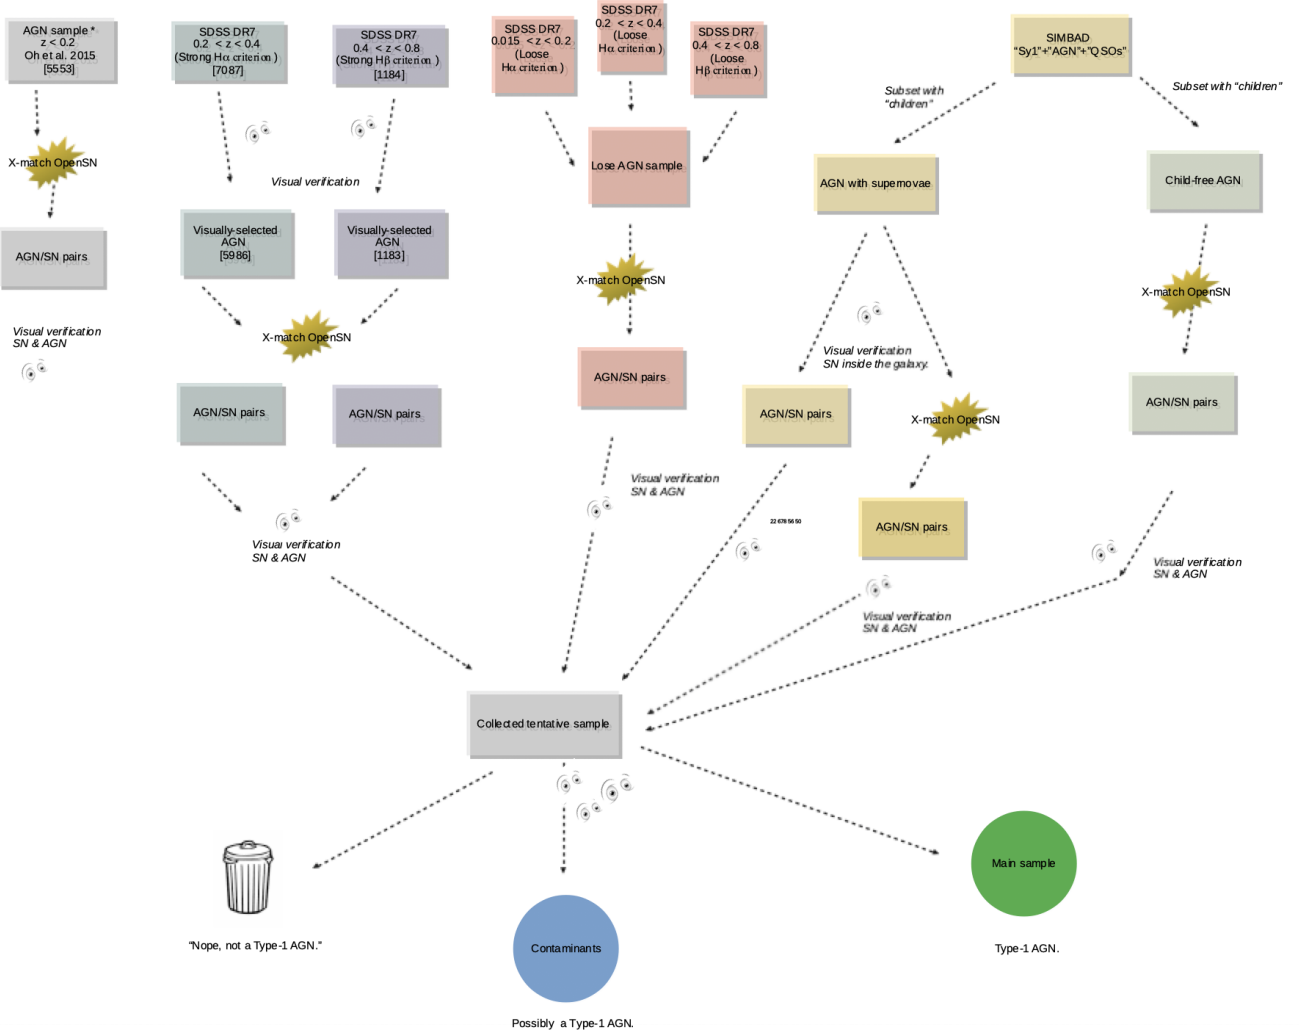 AGN sample *
z < 0.2
Oh et al. 2015
[5553]
SDSS DR7
0.2 < z < 0.4
(Strong Hα criterion )
[7087]
SDSS DR7
0.4 < z < 0.8
(Strong Hβ criterion )
[1184]
SDSS DR7
0.015 < z < 0.2
(Loose
Hα criterion )
SDSS DR7
0.2 < z < 0.4
(Loose
Hα criterion )
SDSS DR7
0.4 < z < 0.8
(Loose
Hβ criterion )
SIMBAD
“Sy1”+”AGN”+”QSOs”
Subset with
“children”
Subset with “children”
X-match OpenSN
Visual verification
Lose AGN sample
AGN with supernovae
Child-free AGN
AGN/SN pairs
Visually-selected
AGN
[5986]
Visually-selected
AGN
[1183]
X-match OpenSN
X-match OpenSN
Visual verification
SN & AGN
X-match OpenSN
Visual verification
SN inside the galaxy.
AGN/SN pairs
AGN/SN pairs
AGN/SN pairs
AGN/SN pairs
X-match OpenSN
AGN/SN pairs
Visual verification
SN & AGN
22 678 56 50
AGN/SN pairs
Visual verification
SN & AGN
Visual verification
SN & AGN
Visual verification
SN & AGN
Collected tentative sample
Main sample
"Nope, not a Type-1 AGN."
Contaminants
Type-1 AGN.
Possibly a Type-1 AGN.